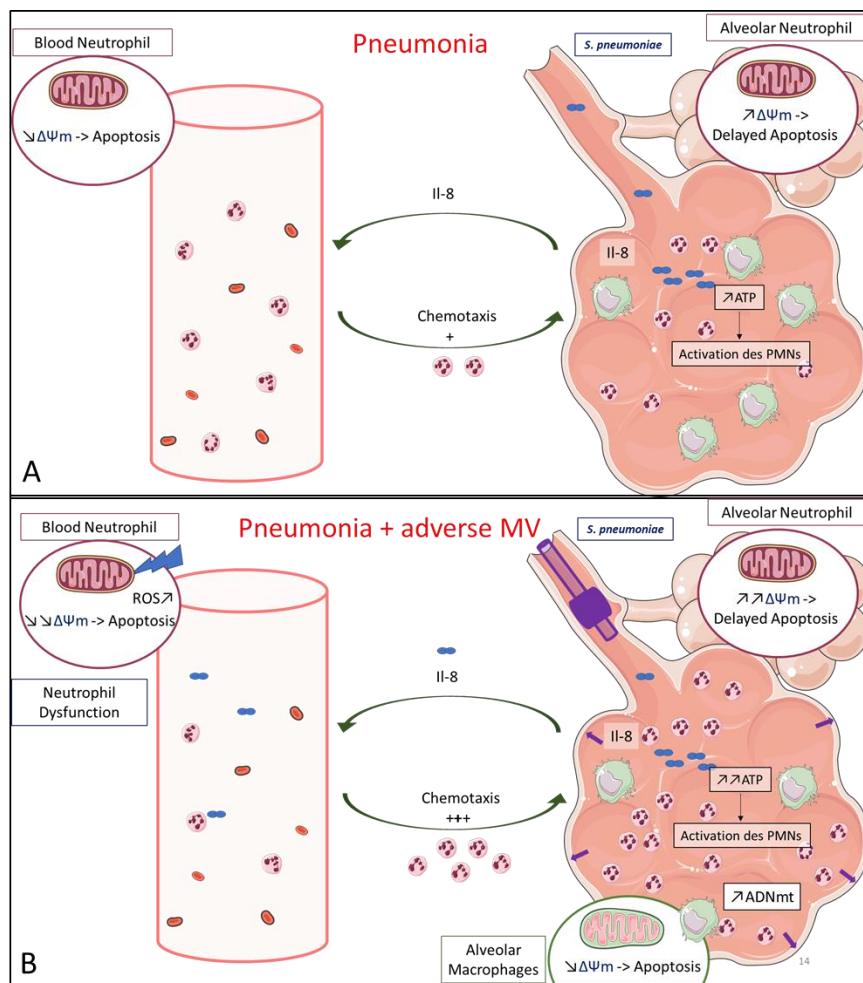 Blood Neutrophil
Pneumonia
S. pneumoniae
Alveolar Neutrophil
↘ΔΨm -> Apoptosis
↗ΔΨm ->
Delayed Apoptosis
Il-8
Il-8
↗ATP
Chemotaxis
+
Activation des PMNs
A
Blood Neutrophil
Pneumonia + adverse MV
S. pneumoniae
Alveolar Neutrophil
ROS↗
↘↘ΔΨm -> Apoptosis
↗↗ΔΨm ->
Delayed Apoptosis
Neutrophil
Dysfunction
Il-8
Il-8
↗↗ATP
Chemotaxis
+++
Activation des PMNs
↗ADNmt
Alveolar
Macrophages
↘ΔΨm -> Apoptosis
14
B